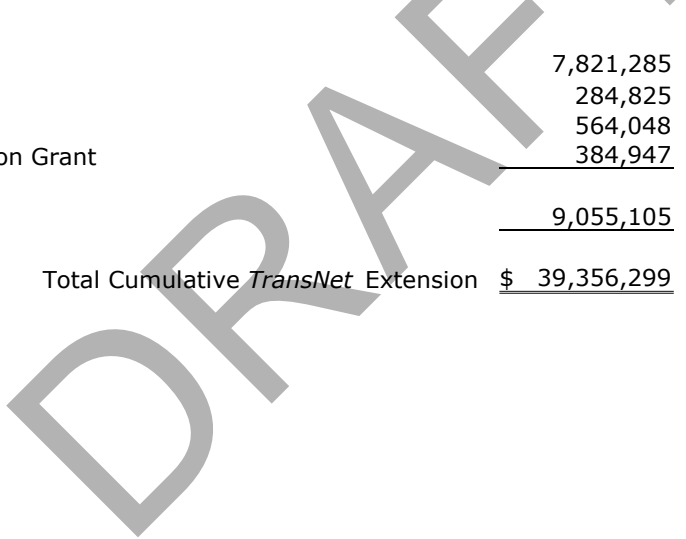 7,821,285
284,825
564,048
on Grant 384,947
9,055,105
Total Cumulative TransNet Extension $ 39,356,299
DRAF